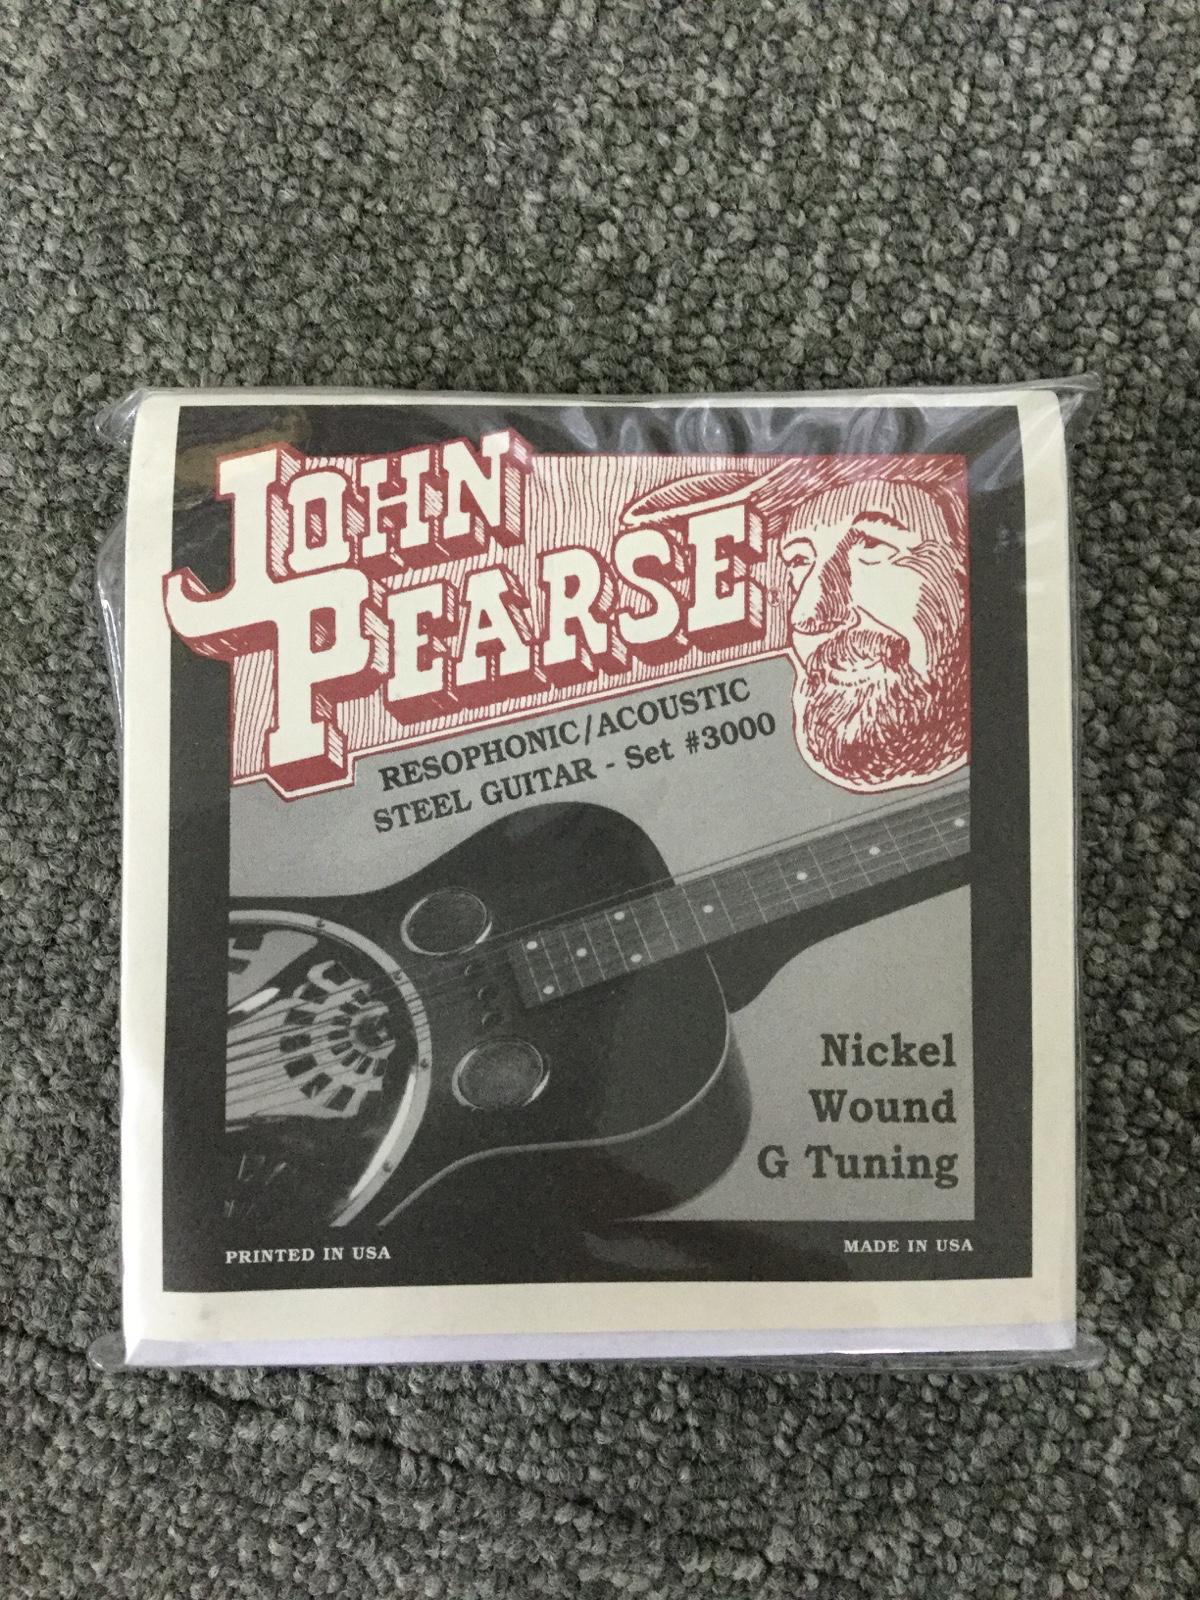 JOHN
PEARSE®
RESOPHONIC/ACOUSTIC
STEEL GUITAR - Set #3000
Nickel
Wound
G Tuning
PRINTED IN USA
MADE IN USA